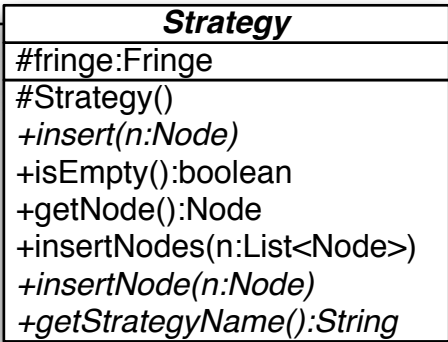 Strategy
#fringe:Fringe
#Strategy()
+insert(n:Node)
+isEmpty():boolean
+getNode():Node
+insertNodes(n:List<Node>)
+insertNode(n:Node)
+getStrategyName():String